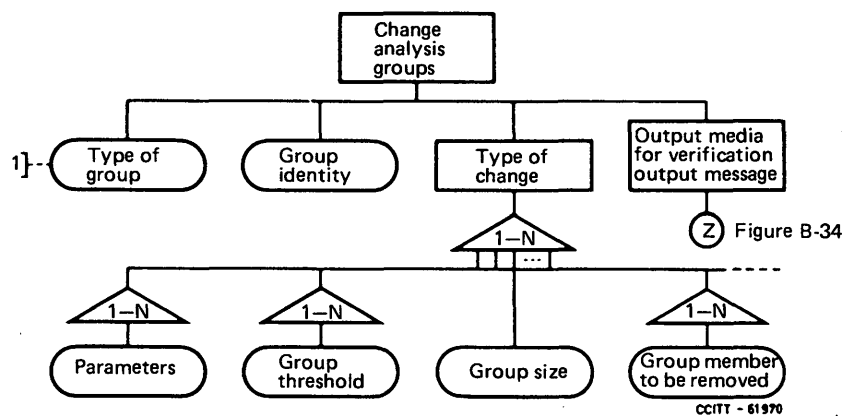 Change
analysis
groups
1]
Type of
group
Group
identity
Type of
change
Output media
for verification
output message
1–N
...
Z
Figure B-34
1–N
1–N
1–N
Parameters
Group
threshold
Group size
Group member
to be removed
CCITT - 61970